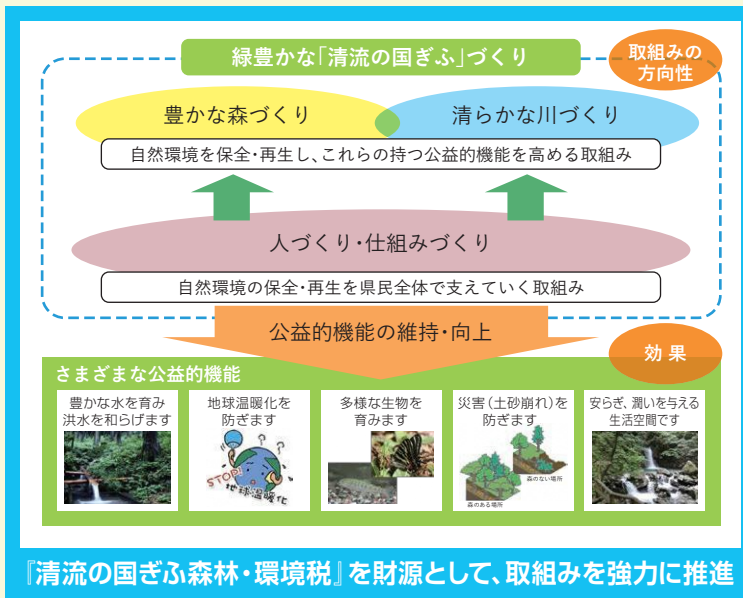 緑豊かな「清流の国ぎふ」づくり
取組みの
方向性
豊かな森づくり
清らかな川づくり
自然環境を保全・再生し、これらの持つ公益的機能を高める取組み
人づくり・仕組みづくり
自然環境の保全・再生を県民全体で支えていく取組み
公益的機能の維持・向上
効果
さまざまな公益的機能
豊かな水を育み
洪水を和らげます
地球温暖化を
防ぎます
STOP!
地球温暖化
多様な生物を
育みます
災害(土砂崩れ)を
防ぎます
森のない場所
森のある場所
安らぎ、潤いを与える
生活空間です
『清流の国ぎふ森林・環境税』を財源として、取組みを強力に推進